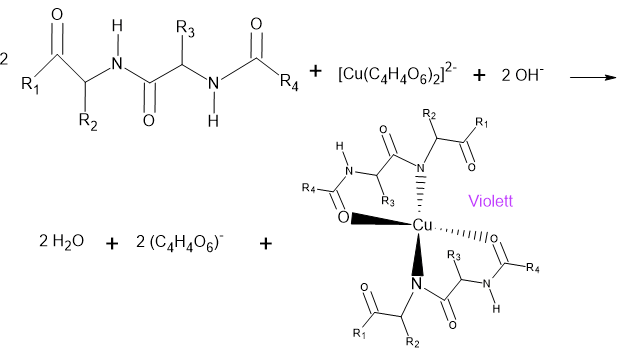 O
H R₃ O
2 N
R₁ N R₄ + [Cu(C₄H₄O₆)₂]²⁻ + 2 OH⁻
R₂ O H
R₂ R₁
O
H
N N O
R₄ R₃ Violett
O
Cu
O
2 H₂O + 2 (C₄H₄O₆)⁻ +
R₃ R₄
O N N
H
R₁ R₂ O